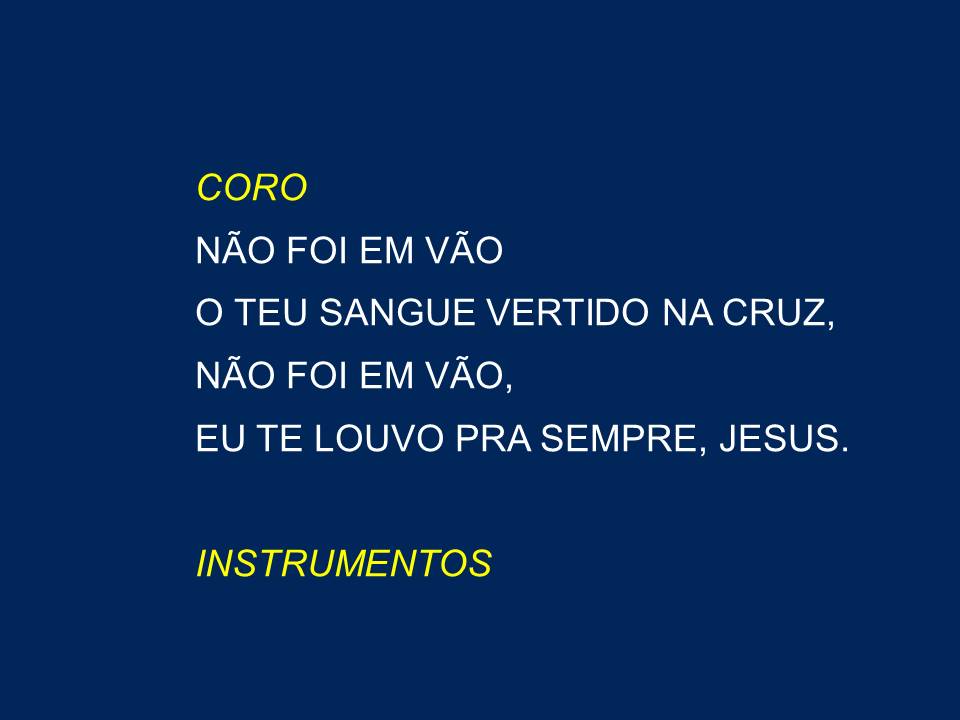 CORO
NÃO FOI EM VÃO
O TEU SANGUE VERTIDO NA CRUZ,
NÃO FOI EM VÃO,
EU TE LOUVO PRA SEMPRE, JESUS.
INSTRUMENTOS